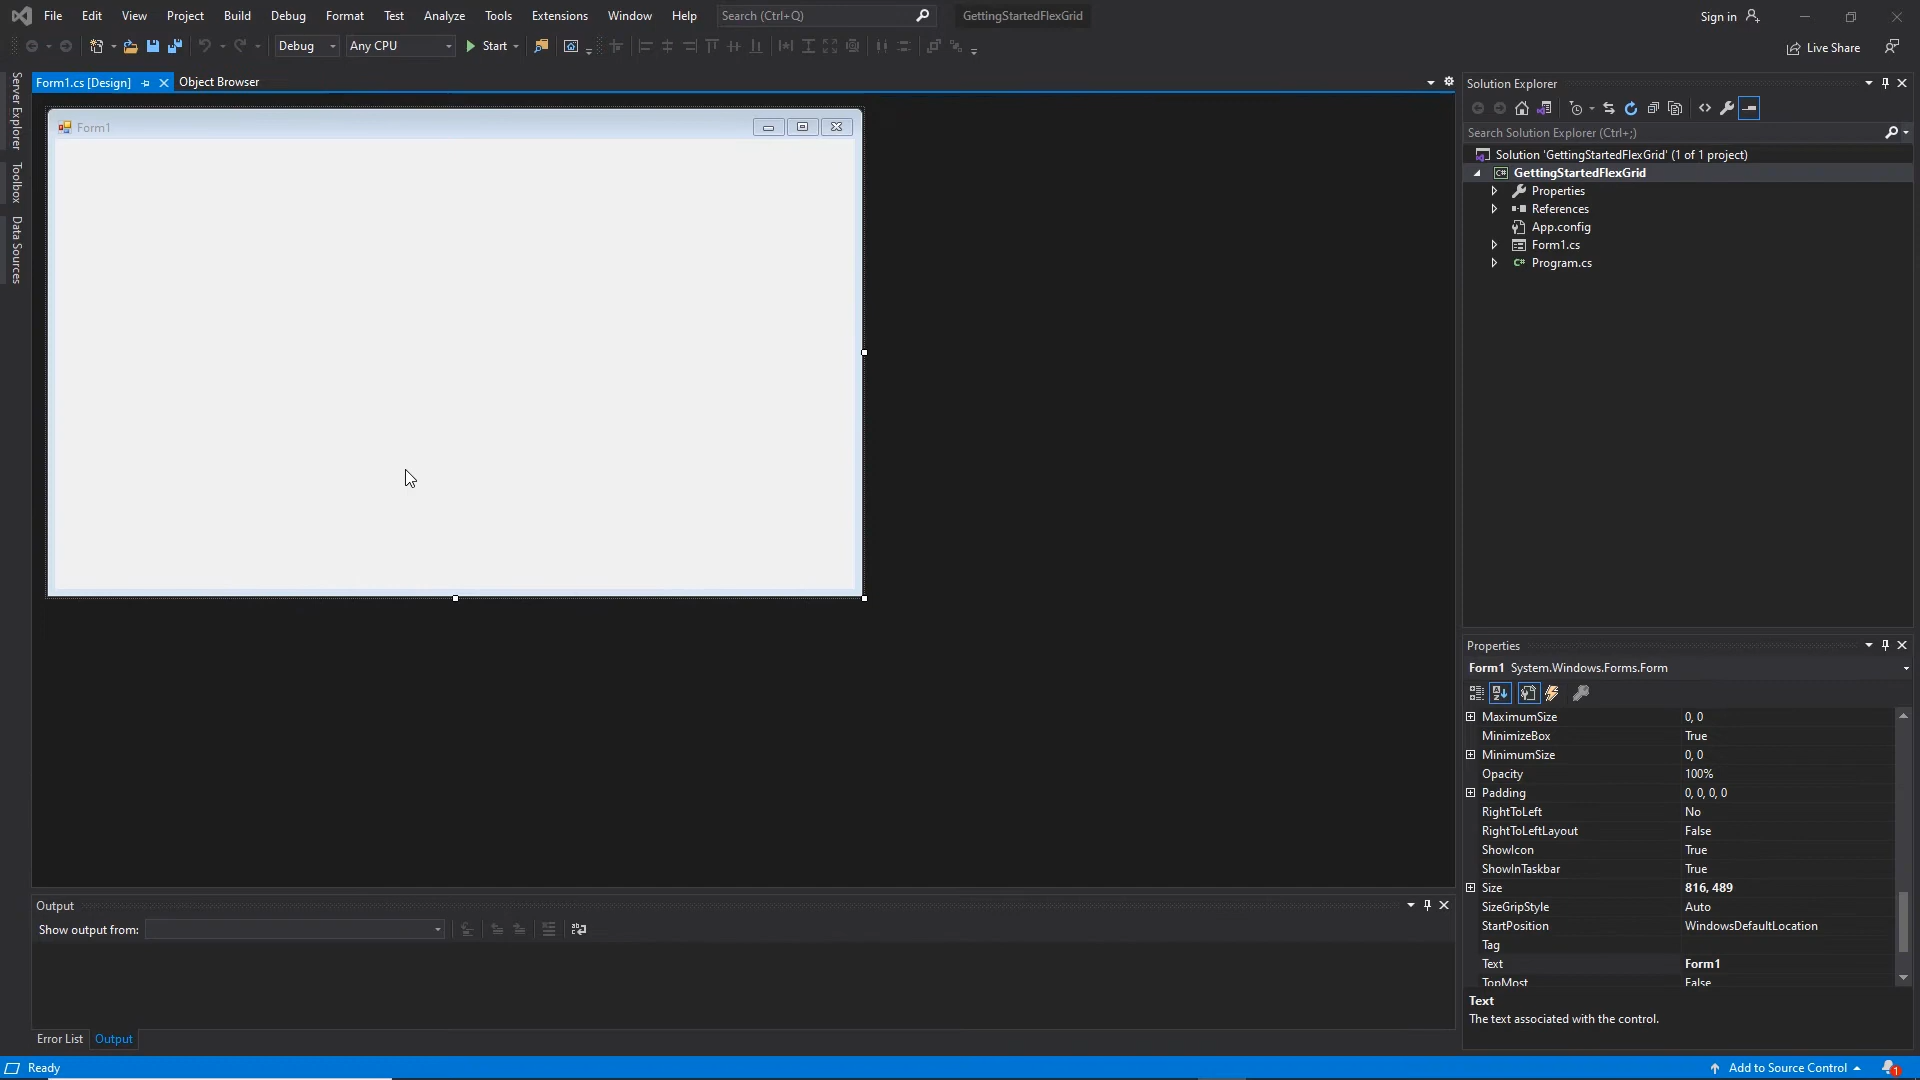 File Edit View Project Build Debug Format Test Analyze Tools Extensions Window Help Search (Ctrl+Q) GettingStartedFlexGrid Sign in
Debug Any CPU Start Live Share
Server Explorer
Toolbox
Data Sources
Form1.cs [Design] Object Browser
Form1
Solution Explorer
Search Solution Explorer (Ctrl+;)
Solution 'GettingStartedFlexGrid' (1 of 1 project)
C# GettingStartedFlexGrid
Properties
References
App.config
Form1.cs
C# Program.cs
Properties
Form1 System.Windows.Forms.Form
MaximumSize 0, 0
MinimizeBox True
MinimumSize 0, 0
Opacity 100%
Padding 0, 0, 0, 0
RightToLeft No
RightToLeftLayout False
ShowIcon True
ShowInTaskbar True
Size 816, 489
SizeGripStyle Auto
StartPosition WindowsDefaultLocation
Tag
Text Form1
TopMost False
Text
The text associated with the control.
Output
Show output from:
Error List Output
Ready Add to Source Control 1